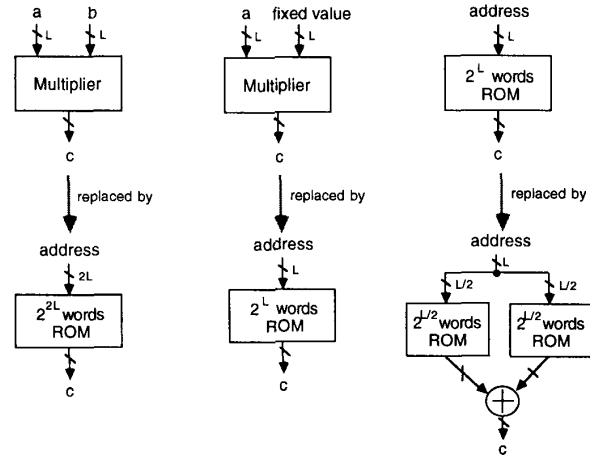 a b
L L
Multiplier
c
replaced by
address
2L
2^2L words
ROM
c
a fixed value
L L
Multiplier
c
replaced by
address
L
2^L words
ROM
c
address
L
2^L words
ROM
c
replaced by
address
L
L/2 L/2
2^L/2 words
ROM
2^L/2 words
ROM
+
c